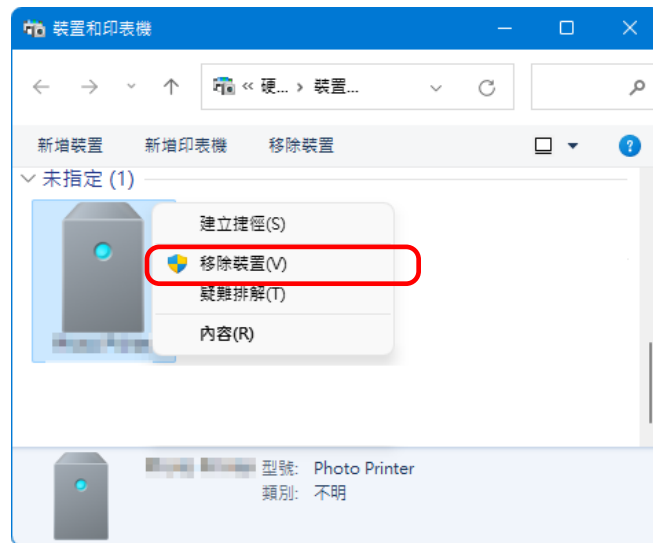 裝置和印表機
« 硬... › 裝置...
新增裝置 新增印表機 移除裝置
未指定 (1)
建立捷徑(S)
移除裝置(V)
疑難排解(T)
內容(R)
型號: Photo Printer
類別: 不明